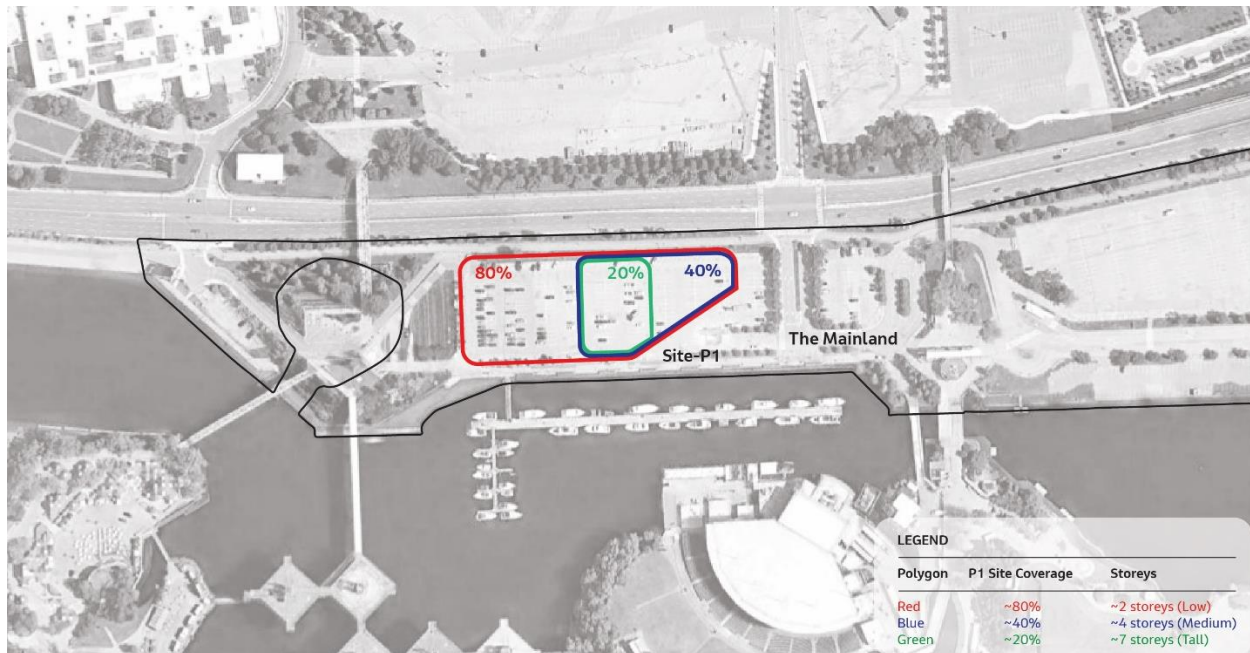 80%
20%
40%
Site-P1
The Mainland
LEGEND
Polygon P1 Site Coverage Storeys
Red ~80% ~2 storeys (Low)
Blue ~40% ~4 storeys (Medium)
Green ~20% ~7 storeys (Tall)